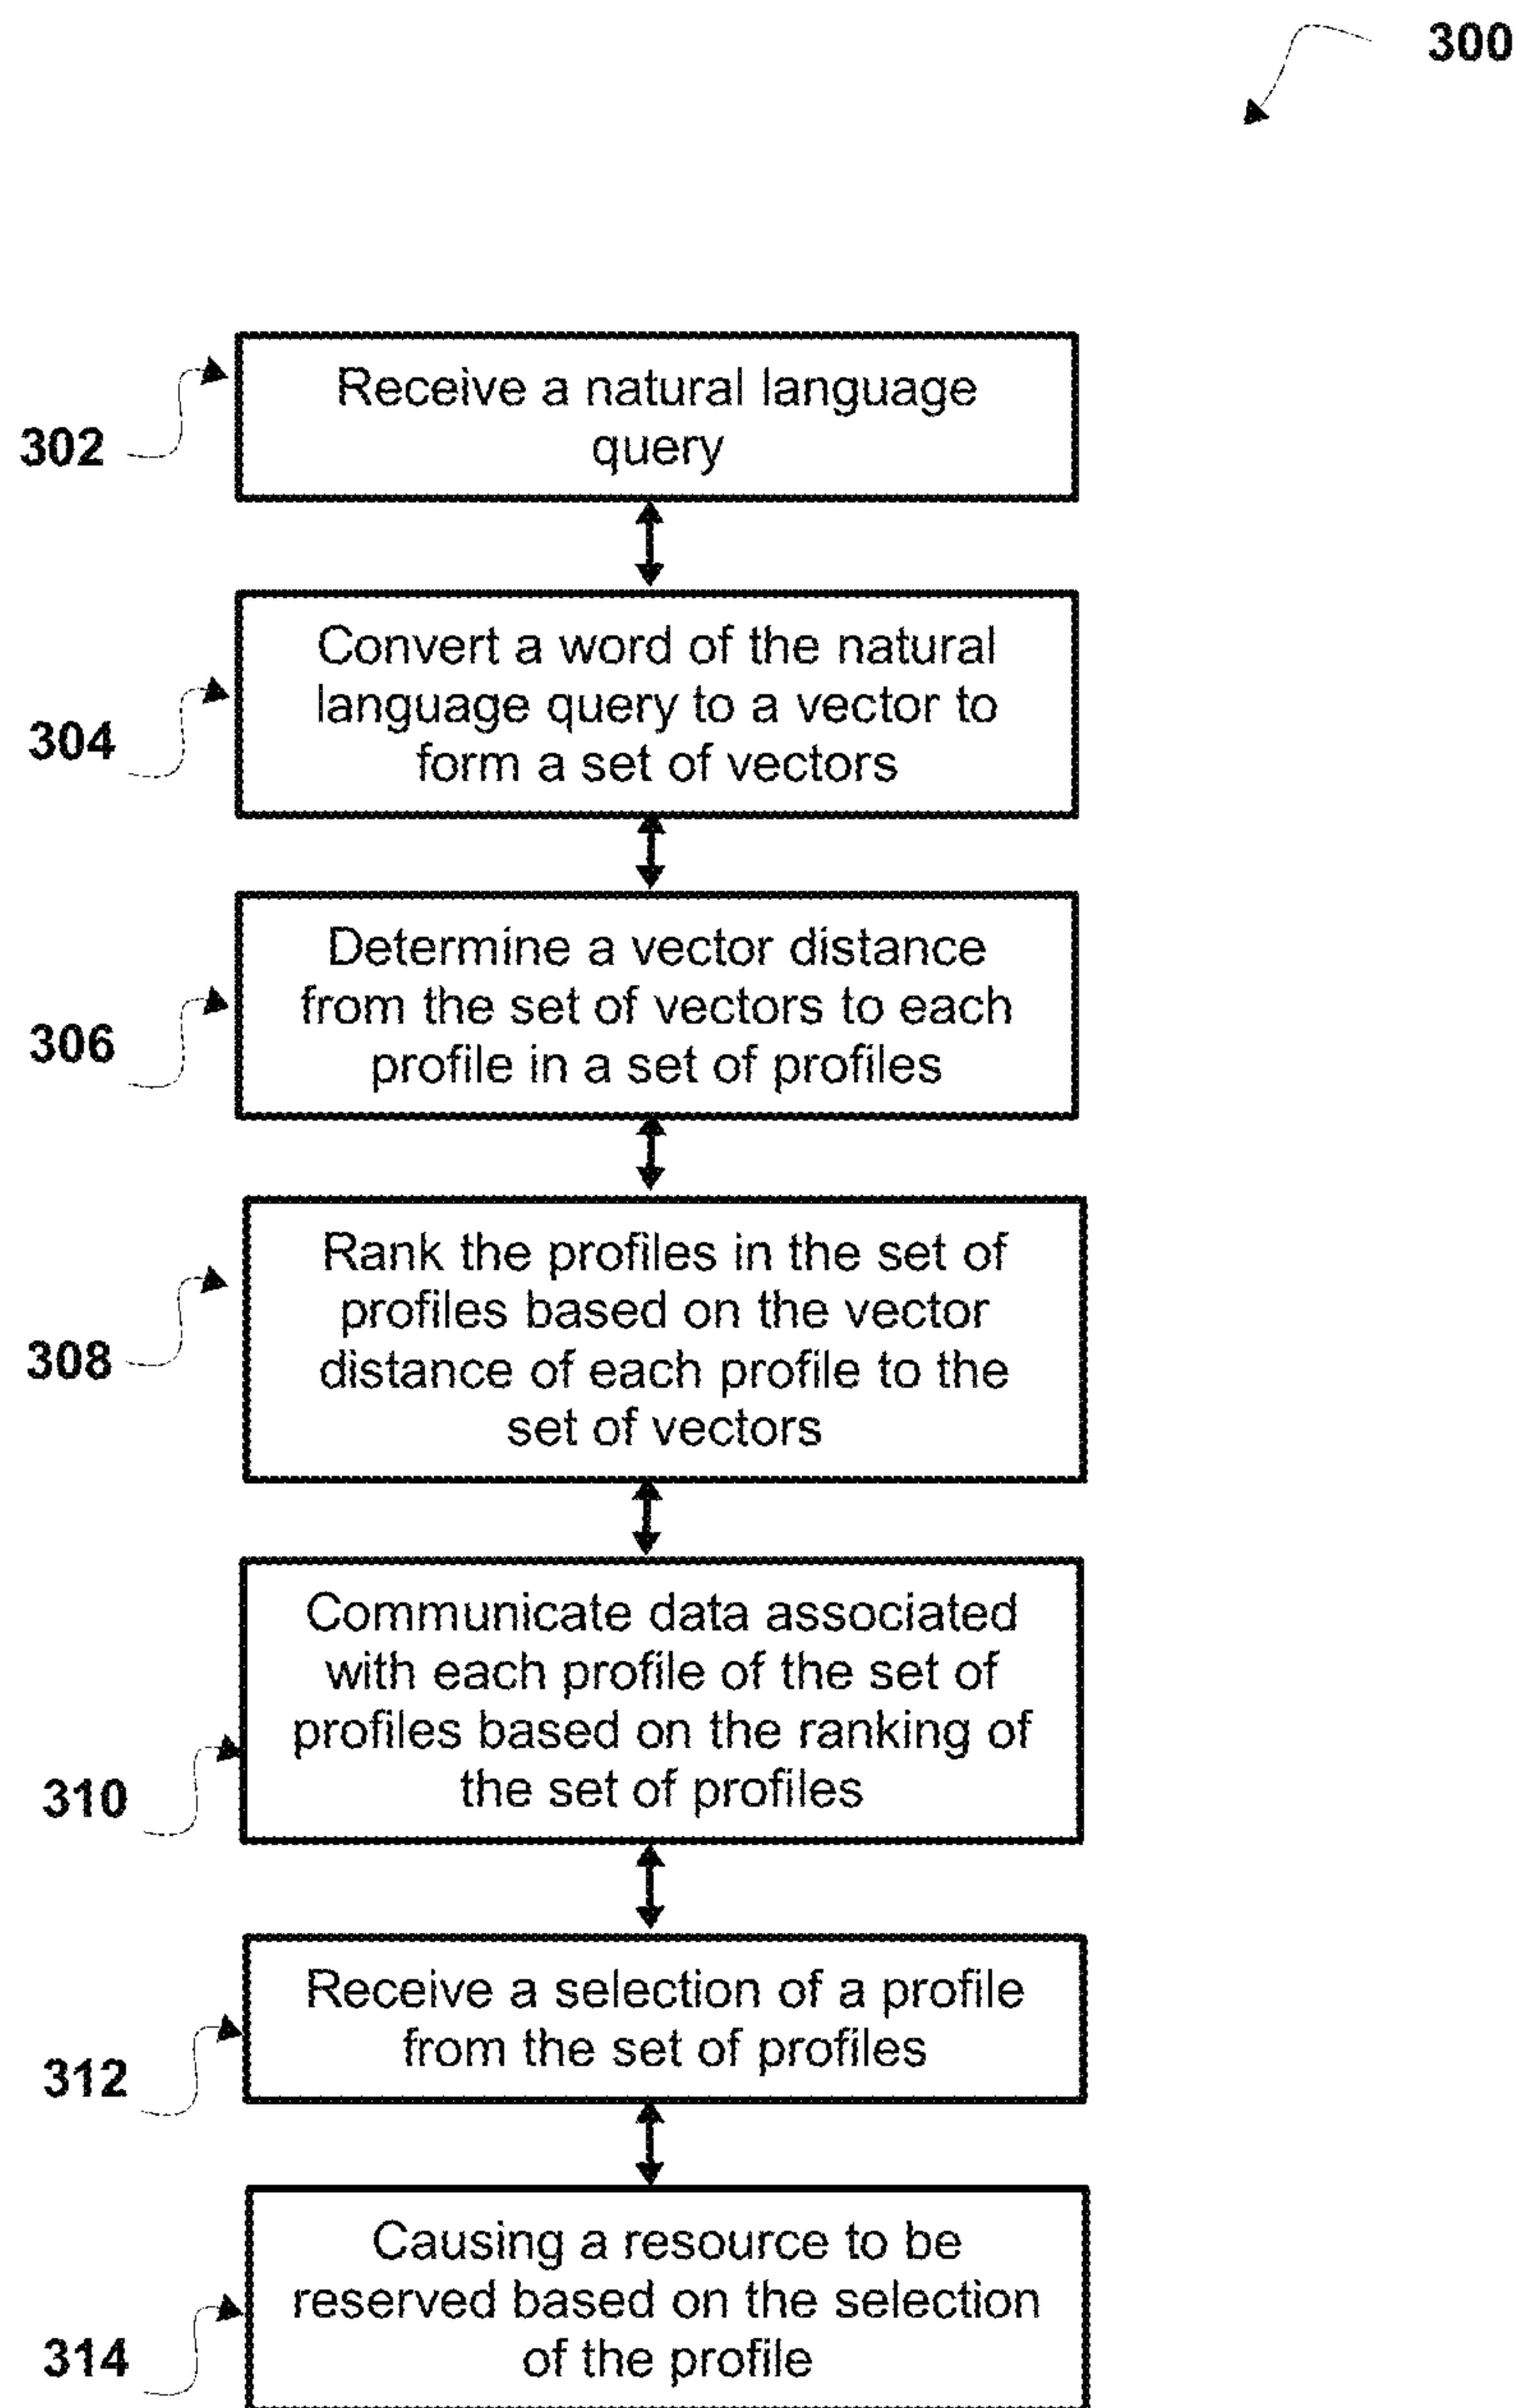 300
302
Receive a natural language
query
304
Convert a word of the natural
language query to a vector to
form a set of vectors
306
Determine a vector distance
from the set of vectors to each
profile in a set of profiles
308
Rank the profiles in the set of
profiles based on the vector
distance of each profile to the
set of vectors
310
Communicate data associated
with each profile of the set of
profiles based on the ranking of
the set of profiles
312
Receive a selection of a profile
from the set of profiles
314
Causing a resource to be
reserved based on the selection
of the profile